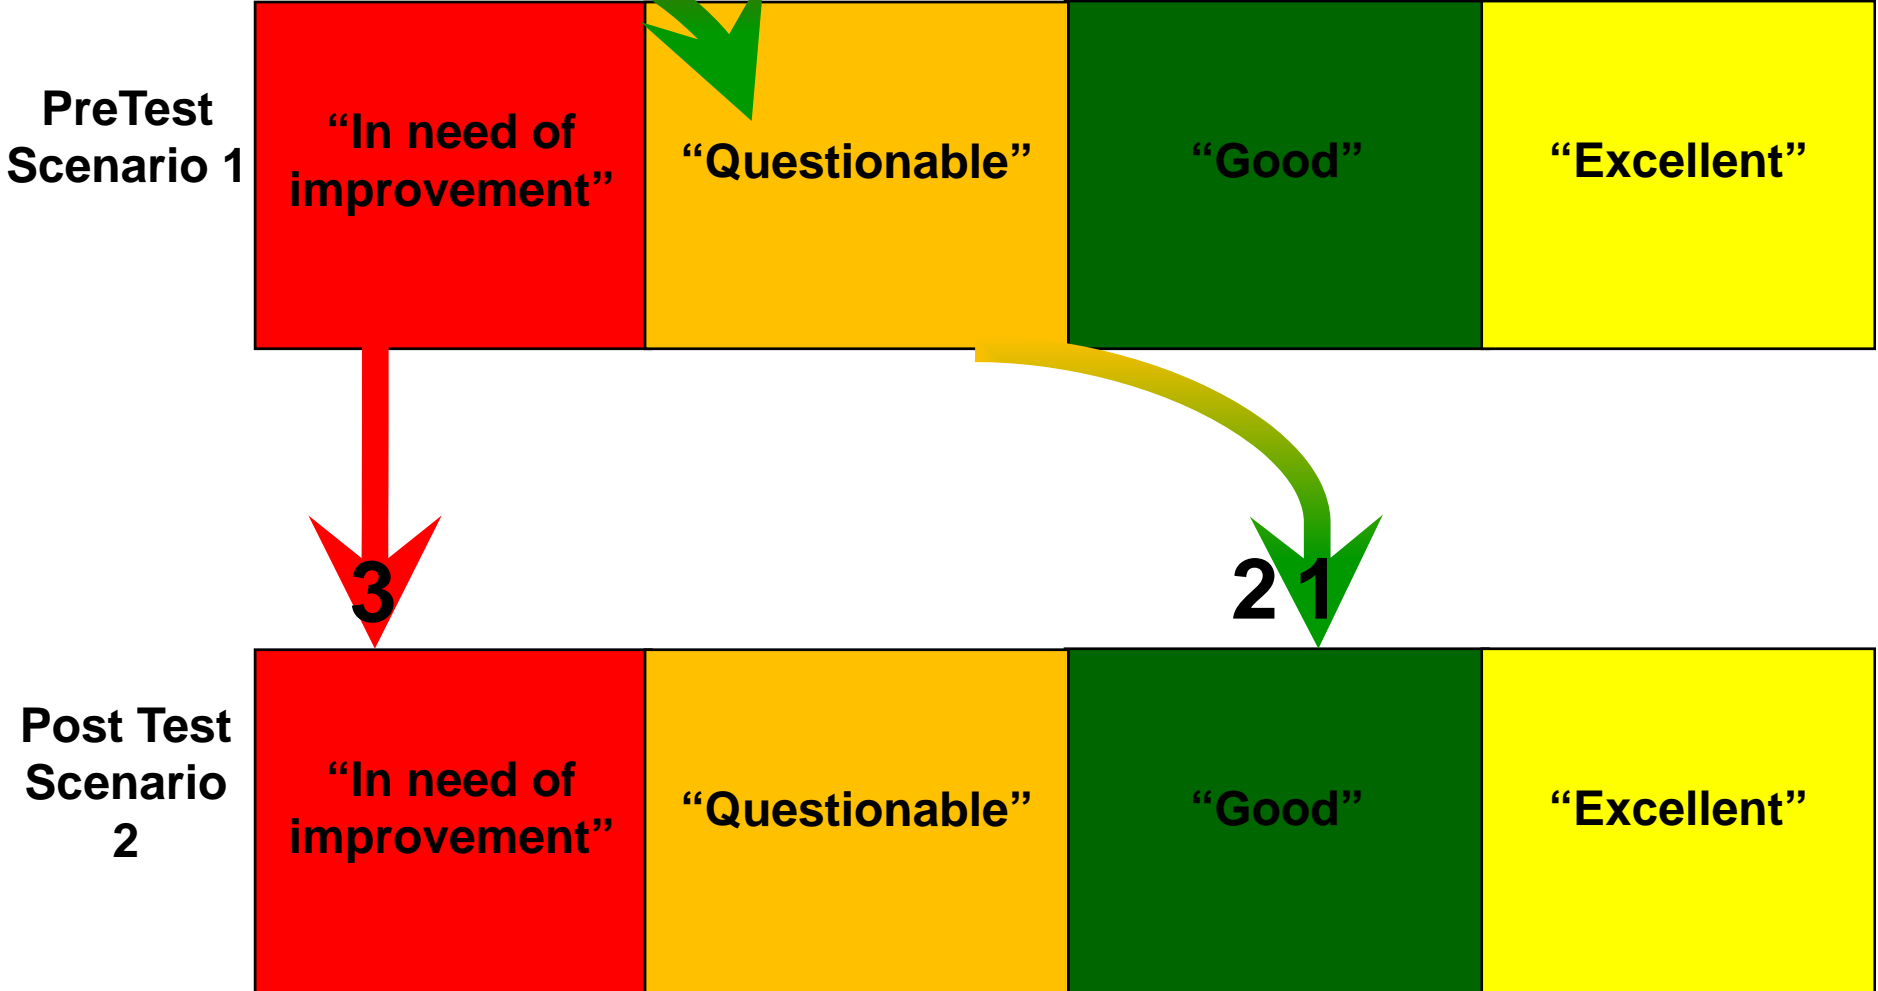 PreTest
Scenario 1
“In need of
improvement”
“Questionable”
“Good”
“Excellent”
3
2 1
Post Test
Scenario
2
“In need of
improvement”
“Questionable”
“Good”
“Excellent”